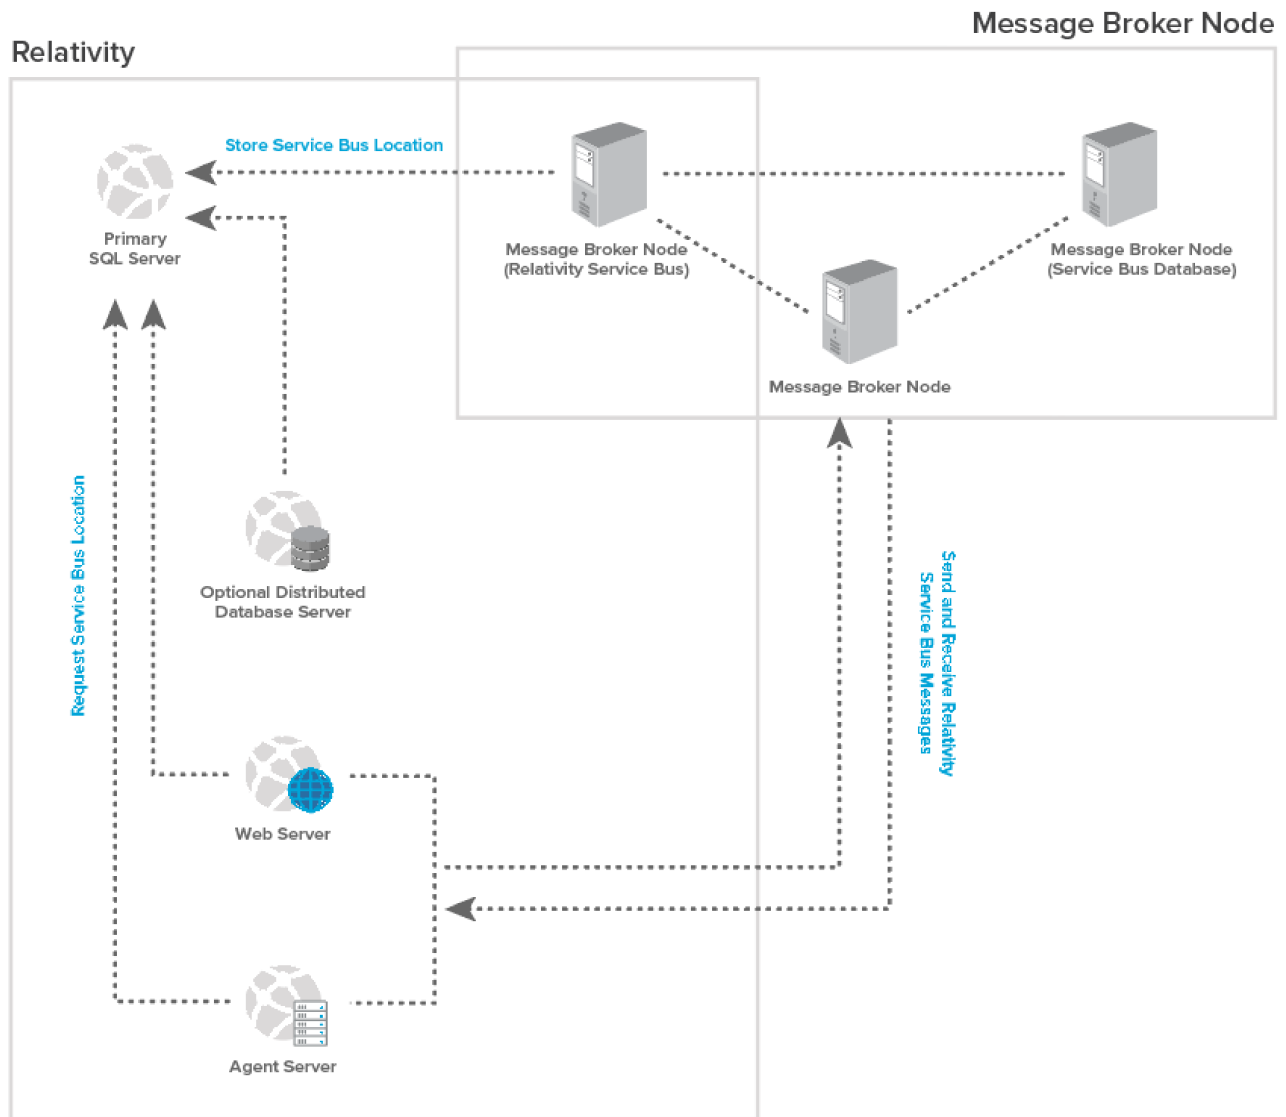 Message Broker Node
Relativity
Store Service Bus Location
Primary
SQL Server
Message Broker Node
(Relativity Service Bus)
Message Broker Node
(Service Bus Database)
Message Broker Node
Request Service Bus Location
Optional Distributed
Database Server
Send and Receive Relativity
Service Bus Messages
Web Server
Agent Server